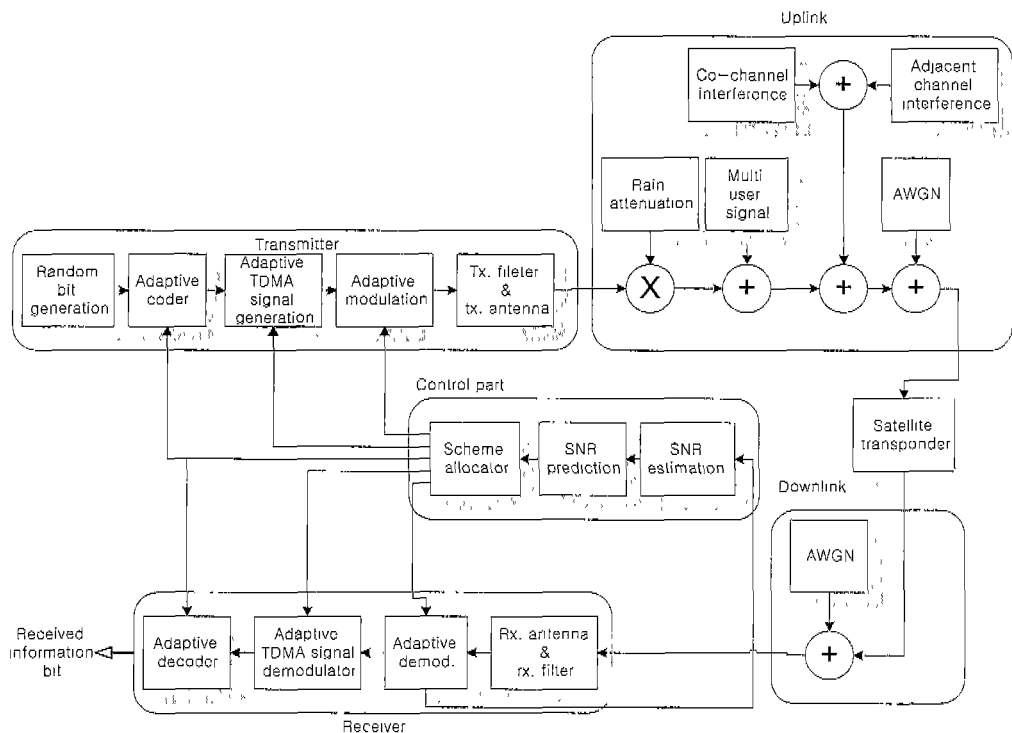 Uplink
Co-channel
interference
+
Adjacent
channel
interference
Rain
attenuation
Multi
user
signal
AWGN
Transmitter
Random
bit
generation
Adaptive
coder
Adaptive
TDMA
signal
generation
Adaptive
modulation
Tx. fileter
&
tx. antenna
X
+
+
+
Control part
Scheme
allocator
SNR
prediction
SNR
estimation
Satellite
transponder
Downlink
AWGN
+
Received
information
bit
Adaptive
decoder
Adaptive
TDMA signal
demodulator
Adaptive
demod.
Rx. antenna
&
rx. filter
Receiver